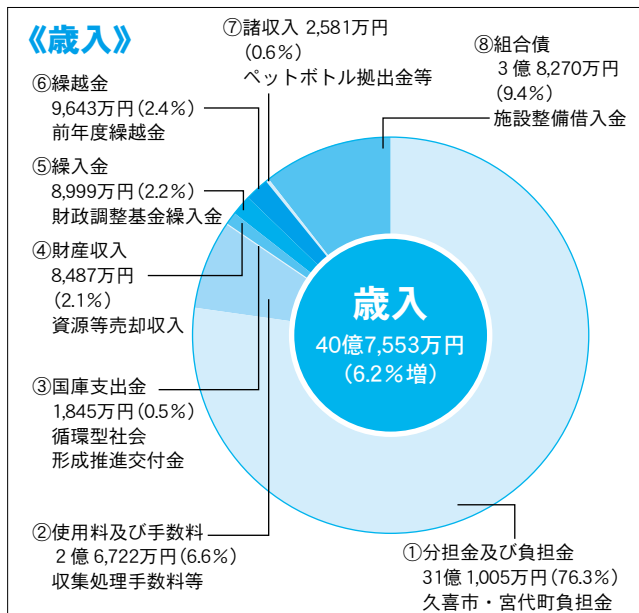 《歳入》
⑦諸収入 2,581万円
(0.6%)
ペットボトル拠出金等
⑧組合債
3億8,270万円
(9.4%)
施設整備借入金
⑥繰越金
9,643万円(2.4%)
前年度繰越金
⑤繰入金
8,999万円(2.2%)
財政調整基金繰入金
④財産収入
8,487万円
(2.1%)
資源等売却収入
歳入
40億7,553万円
(6.2%増)
③国庫支出金
1,845万円(0.5%)
循環型社会
形成推進交付金
②使用料及び手数料
2億6,722万円(6.6%)
収集処理手数料等
①分担金及び負担金
31億1,005万円(76.3%)
久喜市・宮代町負担金